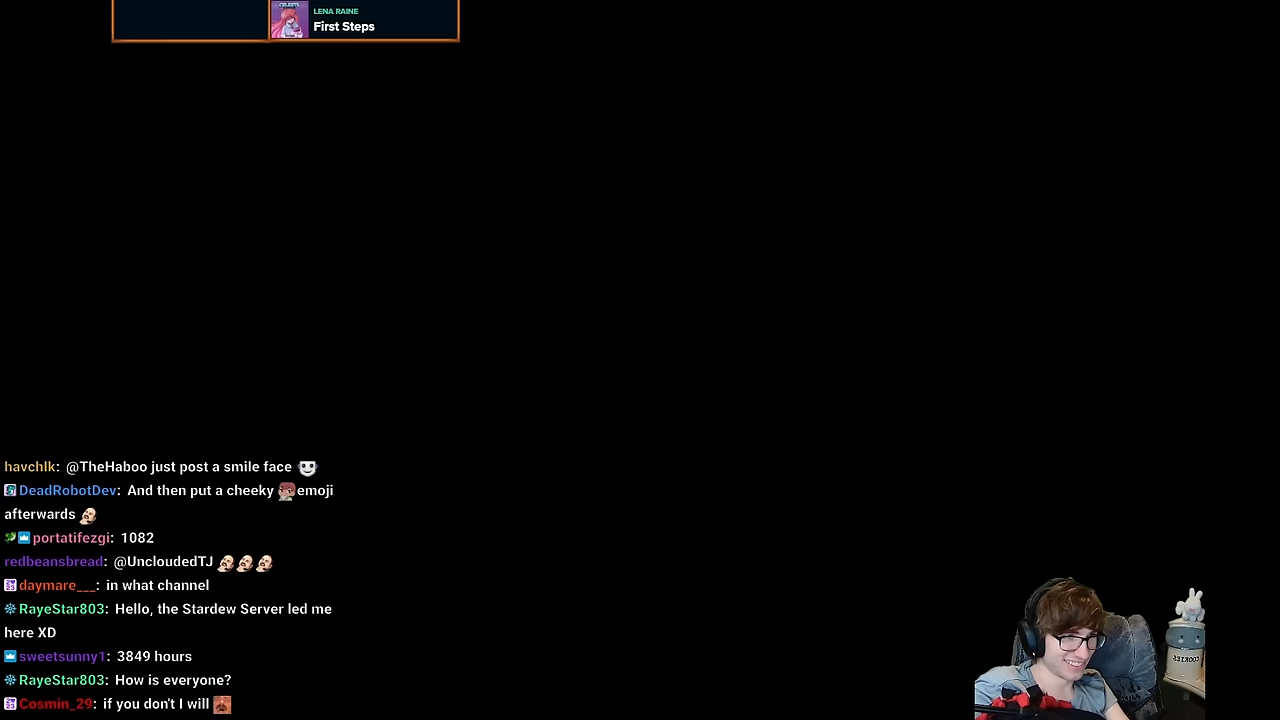 LENA RAINE
First Steps
havchlk: @TheHaboo just post a smile face
DeadRobotDev: And then put a cheeky emoji
afterwards
portatifezgi: 1082
redbeansbread: @UncloudedTJ
daymare___: in what channel
RayeStar803: Hello, the Stardew Server led me
here XD
sweetsunny1: 3849 hours
RayeStar803: How is everyone?
Cosmin_29: if you don't I will